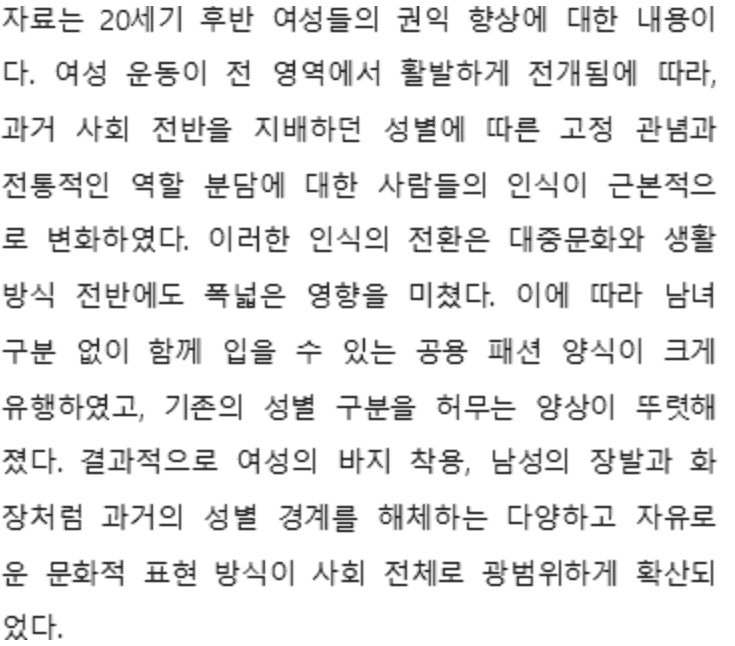 자료는 20세기 후반 여성들의 권익 향상에 대한 내용이
다. 여성 운동이 전 영역에서 활발하게 전개됨에 따라,
과거 사회 전반을 지배하던 성별에 따른 고정 관념과
전통적인 역할 분담에 대한 사람들의 인식이 근본적으
로 변화하였다. 이러한 인식의 전환은 대중문화와 생활
방식 전반에도 폭넓은 영향을 미쳤다. 이에 따라 남녀
구분 없이 함께 입을 수 있는 공용 패션 양식이 크게
유행하였고, 기존의 성별 구분을 허무는 양상이 뚜렷해
졌다. 결과적으로 여성의 바지 착용, 남성의 장발과 화
장처럼 과거의 성별 경계를 해체하는 다양하고 자유로
운 문화적 표현 방식이 사회 전체로 광범위하게 확산되
었다.